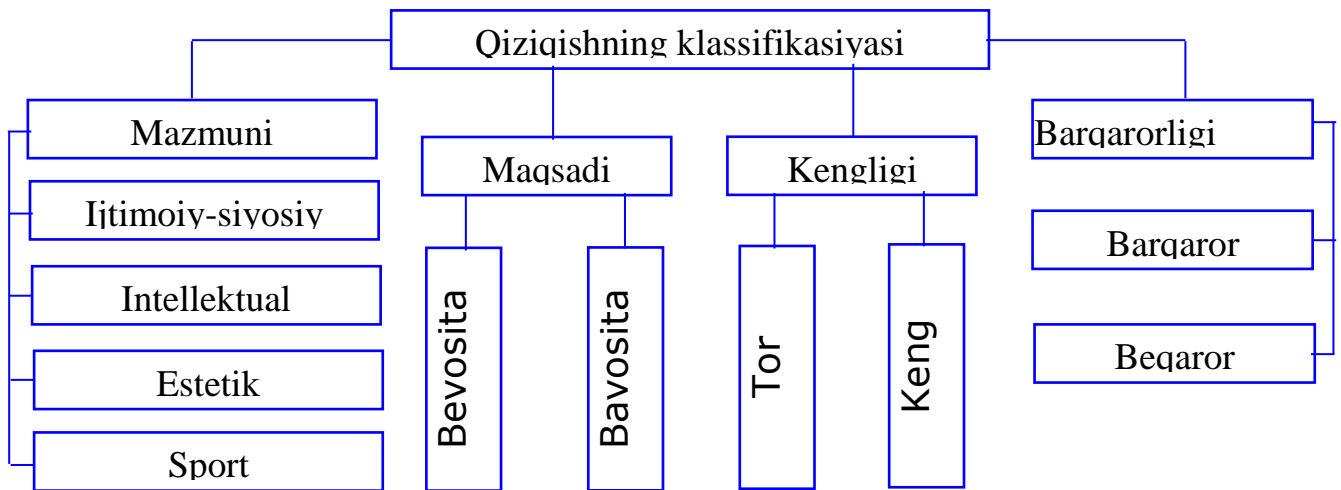 Qiziqishning klassifikasiyasi
Mazmuni
Ijtimoiy-siyosiy
Intellektual
Estetik
Sport
Maqsadi
Bevosita
Bavosita
Kengligi
Tor
Keng
Barqarorligi
Barqaror
Beqaror